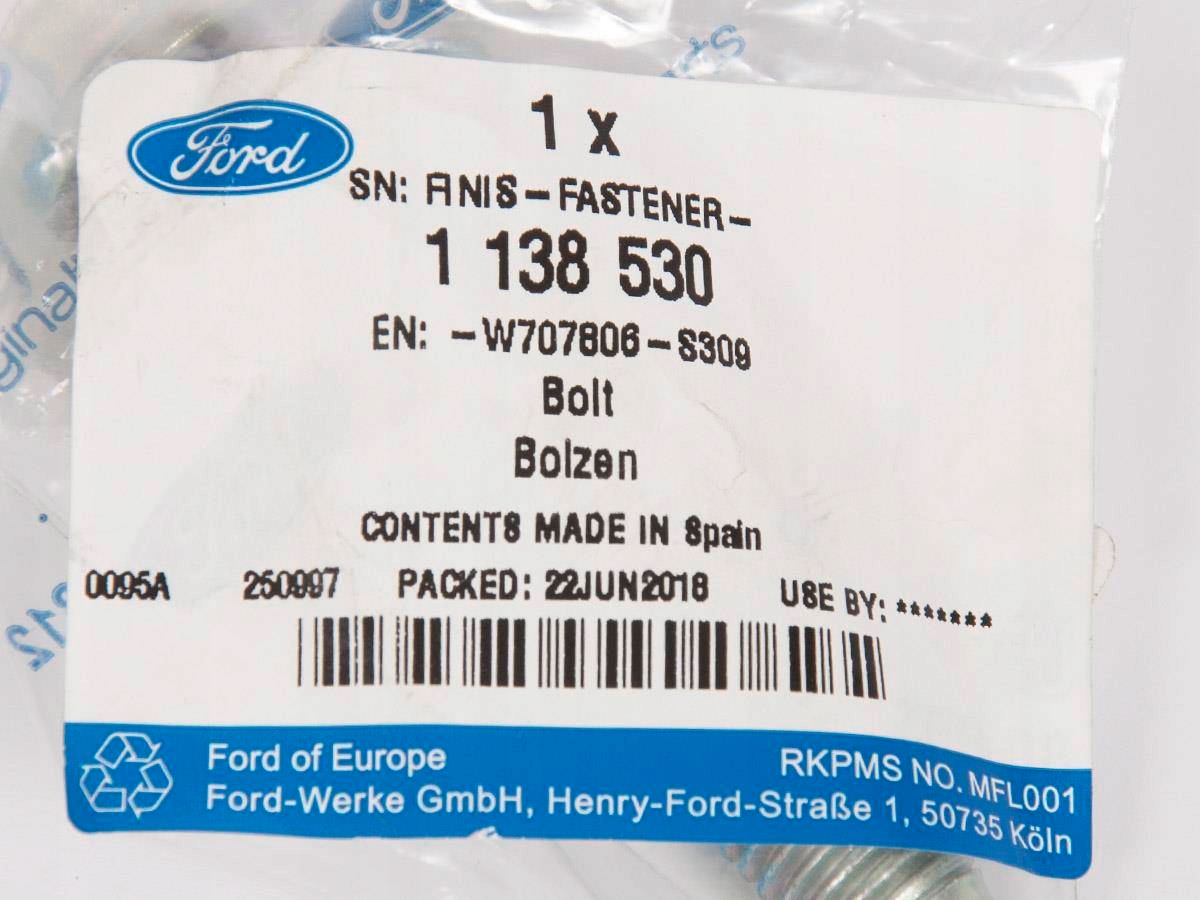 Ford
1 x
SN: FINIS-FASTENER-
1 138 530
EN: -W707806-S309
Bolt
Bolzen
CONTENTS MADE IN Spain
0095A 250997 PACKED: 22JUN2016 USE BY: *******
Ford of Europe RKPMS NO. MFL001
Ford-Werke GmbH, Henry-Ford-Straße 1, 50735 Köln